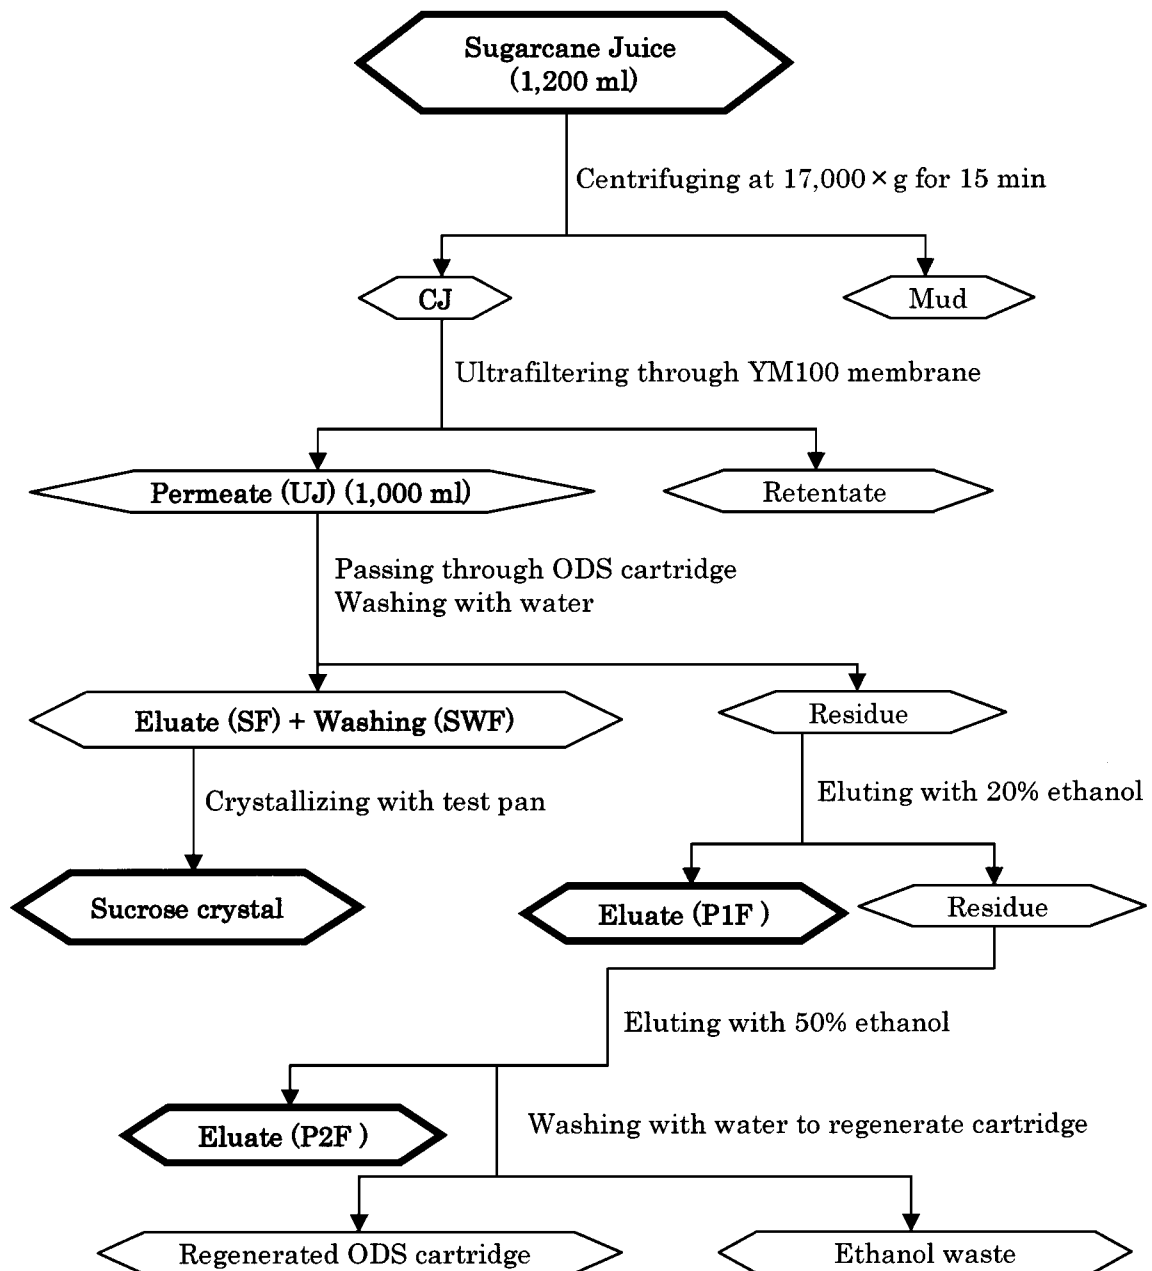 Sugarcane Juice
(1,200 ml)
Centrifuging at 17,000 × g for 15 min
CJ
Mud
Ultrafiltering through YM100 membrane
Permeate (UJ) (1,000 ml)
Retentate
Passing through ODS cartridge
Washing with water
Eluate (SF) + Washing (SWF)
Residue
Crystallizing with test pan
Eluting with 20% ethanol
Sucrose crystal
Eluate (P1F )
Residue
Eluting with 50% ethanol
Eluate (P2F )
Washing with water to regenerate cartridge
Regenerated ODS cartridge
Ethanol waste